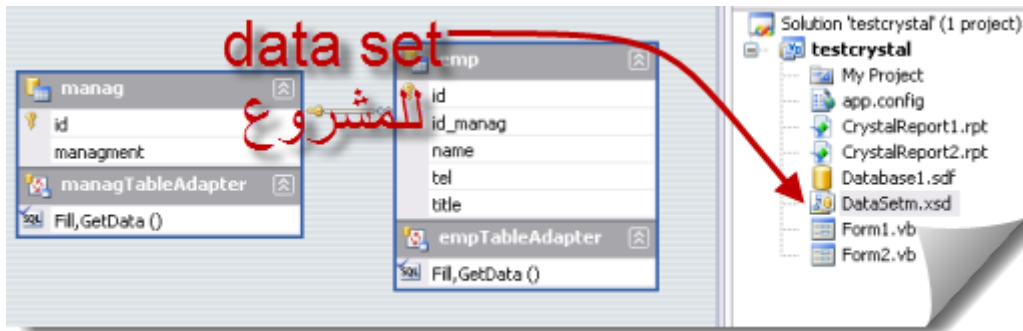 data set
للمشروع
manag
id
managment
managTableAdapter
Fill,GetData ()
emp
id
id_manag
name
tel
title
empTableAdapter
Fill,GetData ()
Solution 'testcrystal' (1 project)
testcrystal
My Project
app.config
CrystalReport1.rpt
CrystalReport2.rpt
Database1.sdf
DataSetm.xsd
Form1.vb
Form2.vb